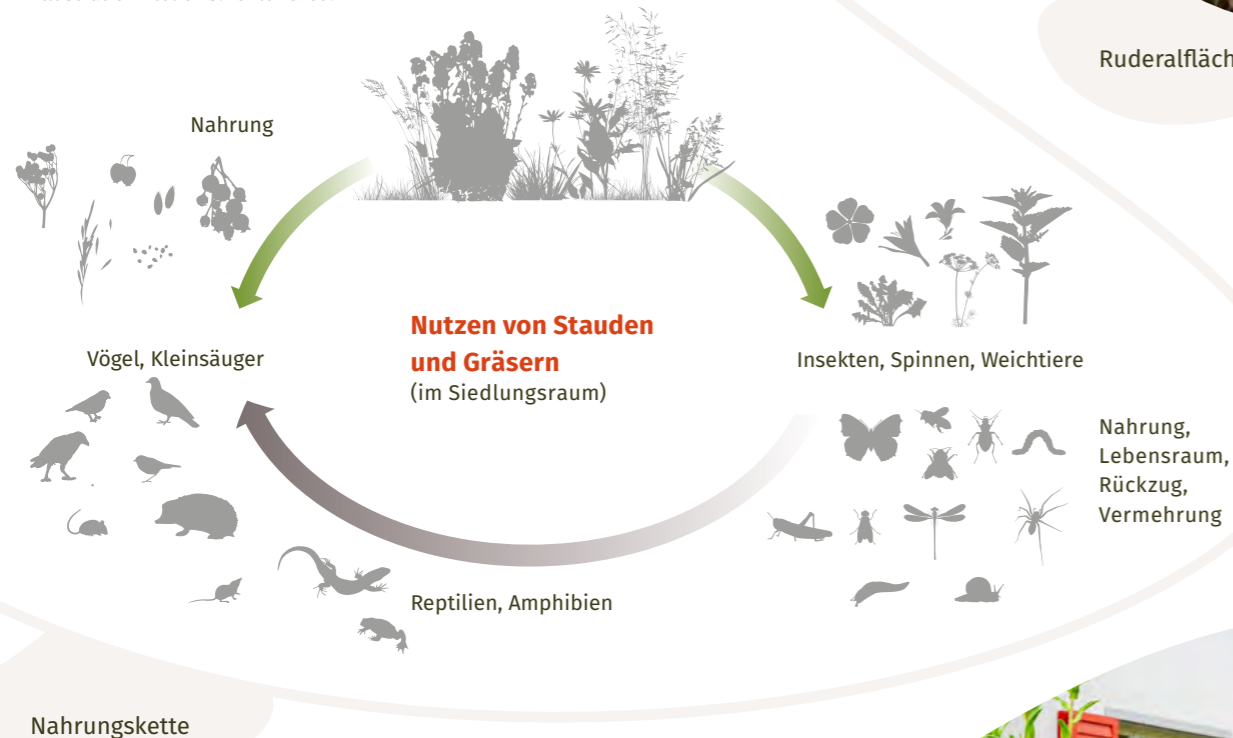 Ruderalfläch
Nahrung
Nutzen von Stauden
und Gräsern
(im Siedlungsraum)
Vögel, Kleinsäuger
Insekten, Spinnen, Weichtiere
Nahrung,
Lebensraum,
Rückzug,
Vermehrung
Reptilien, Amphibien
Nahrungskette